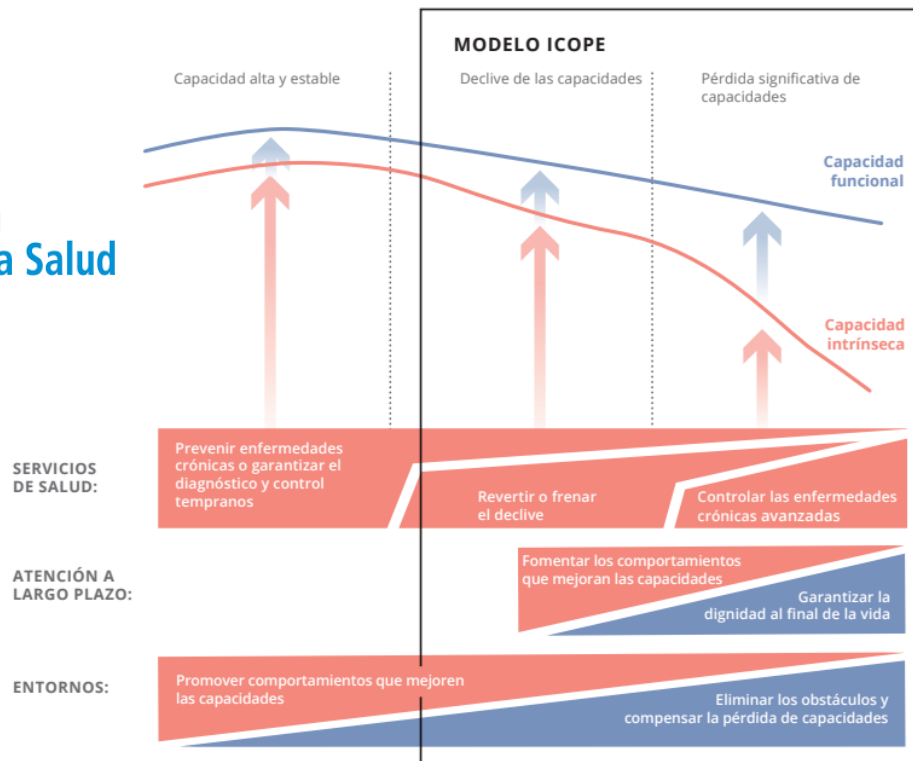 MODELO ICOPE
Capacidad alta y estable
Declive de las capacidades
Pérdida significativa de
capacidades
Capacidad
funcional
a Salud
Capacidad
intrínseca
SERVICIOS
DE SALUD:
Prevenir enfermedades
crónicas o garantizar el
diagnóstico y control
tempranos
Revertir o frenar
el declive
Controlar las enfermedades
crónicas avanzadas
ATENCIÓN A
LARGO PLAZO:
Fomentar los comportamientos
que mejoran las capacidades
Garantizar la
dignidad al final de la vida
ENTORNOS:
Promover comportamientos que mejoren
las capacidades
Eliminar los obstáculos y
compensar la pérdida de capacidades